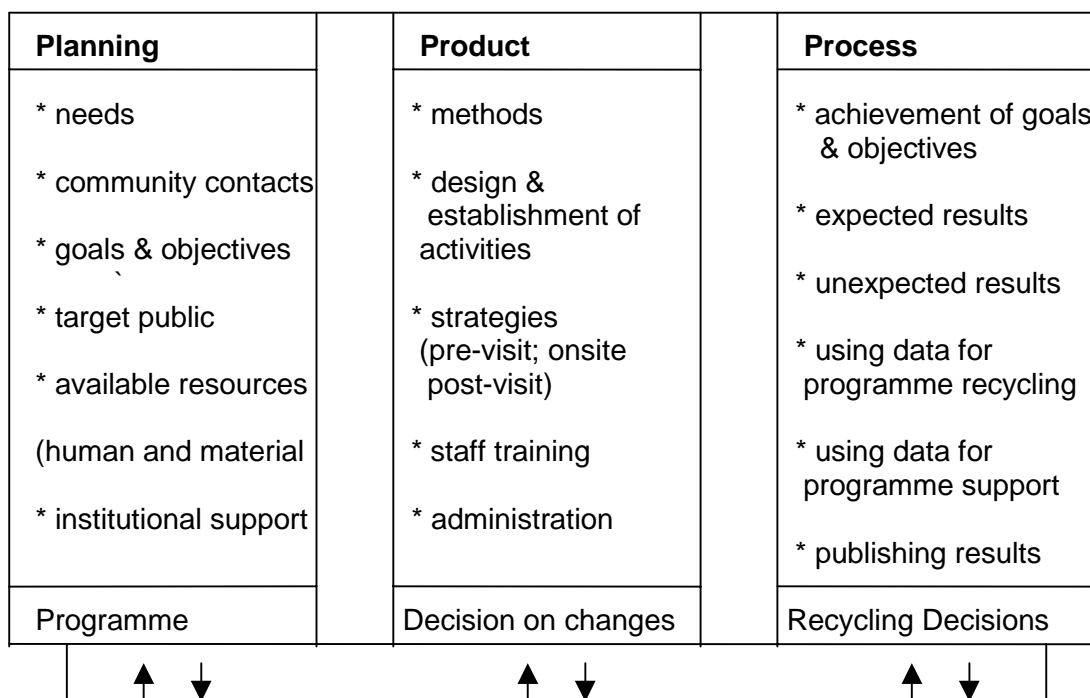 Planning
* needs
* community contacts
* goals & objectives
`
* target public
* available resources
(human and material
* institutional support
Programme
Product
* methods
* design &
establishment of
activities
* strategies
(pre-visit; onsite
post-visit)
* staff training
* administration
Decision on changes
Process
* achievement of goals
& objectives
* expected results
* unexpected results
* using data for
programme recycling
* using data for
programme support
* publishing results
Recycling Decisions